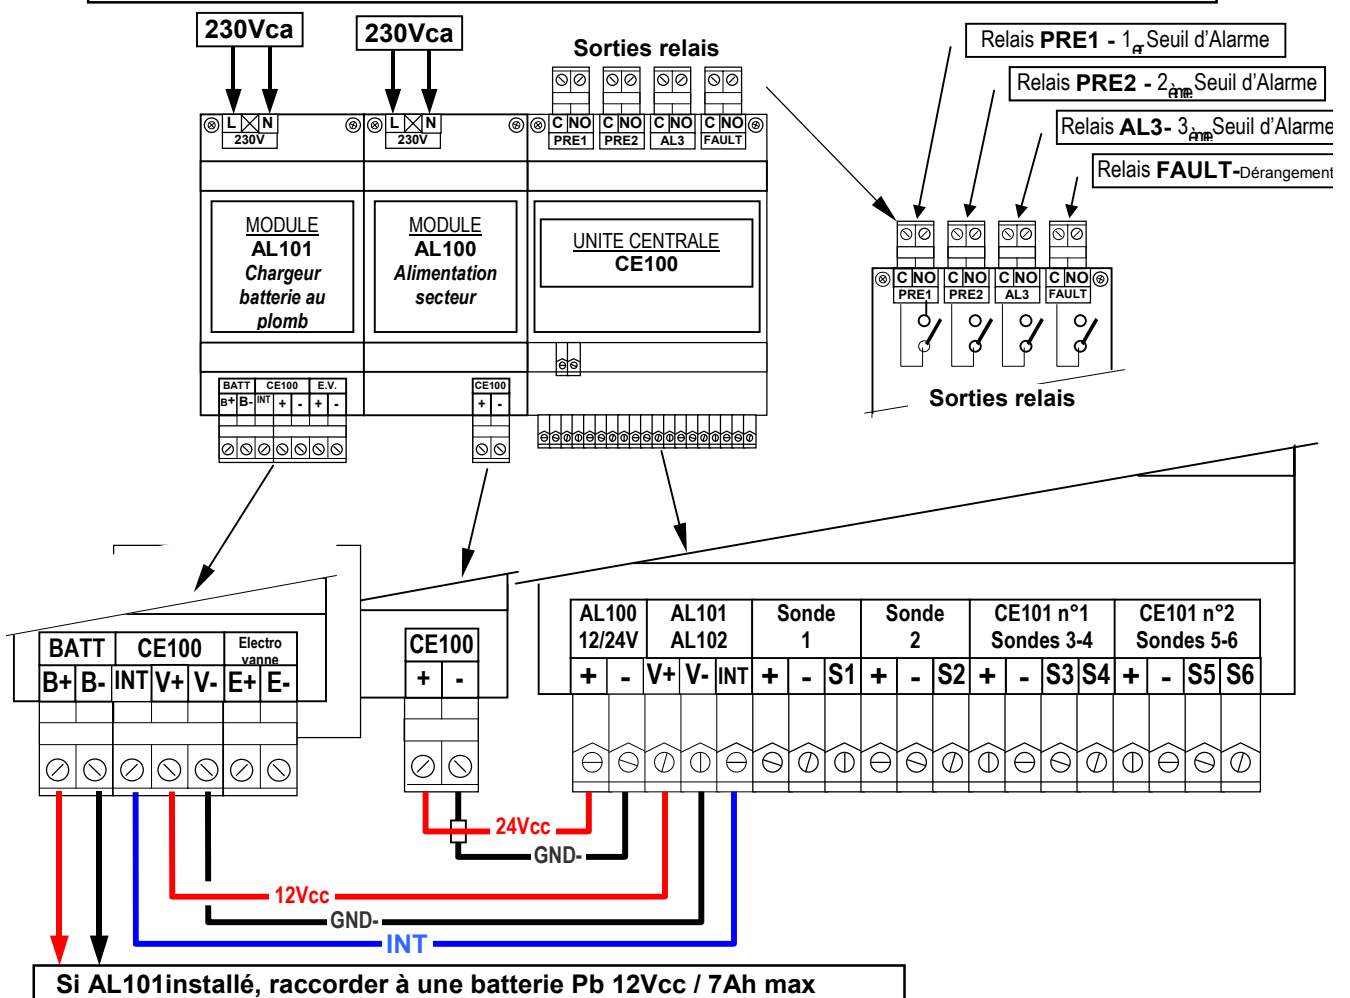 230Vca
230Vca
Sorties relais
Relais PRE1 - 1er Seuil d'Alarme
Relais PRE2 - 2ème Seuil d'Alarme
Relais AL3- 3ème Seuil d'Alarme
Relais FAULT-Dérangement
L N
230V
L N
230V
C NO C NO C NO C NO
PRE1 PRE2 AL3 FAULT
MODULE
AL101
Chargeur
batterie au
plomb
MODULE
AL100
Alimentation
secteur
UNITE CENTRALE
CE100
C NO C NO C NO C NO
PRE1 PRE2 AL3 FAULT
Sorties relais
BATT CE100 E.V.
B+ B- INT + - + -
CE100
+ -
BATT CE100 Electro
vanne
B+ B- INT V+ V- E+ E-
CE100
+ -
AL100 AL101 Sonde Sonde CE101 n°1 CE101 n°2
12/24V AL102 1 2 Sondes 3-4 Sondes 5-6
+ - V+ V- INT + - S1 + - S2 + - S3 S4 + - S5 S6
24Vcc
GND-
12Vcc
GND-
INT
Si AL101installé, raccorder à une batterie Pb 12Vcc / 7Ah max